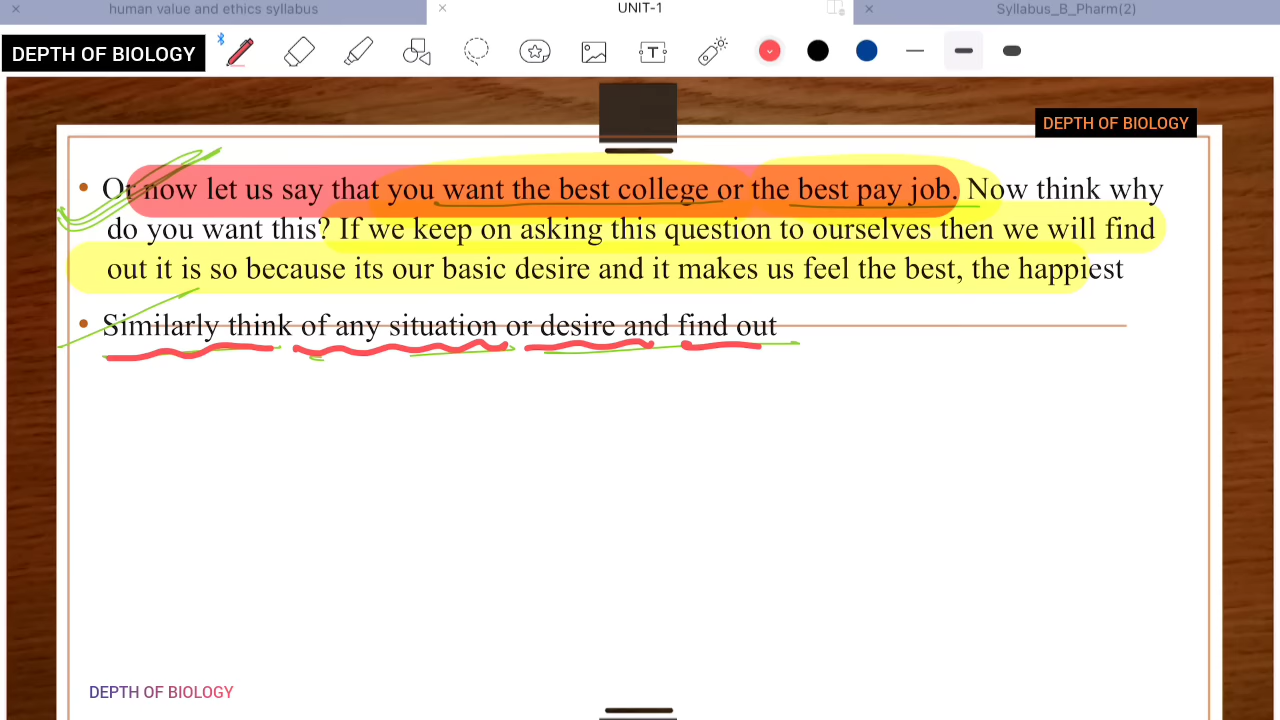 human value and ethics syllabus
UNIT-1
Syllabus_B_Pharm(2)
DEPTH OF BIOLOGY
T
DEPTH OF BIOLOGY
• Or now let us say that you want the best college or the best pay job. Now think why
do you want this? If we keep on asking this question to ourselves then we will find
out it is so because its our basic desire and it makes us feel the best, the happiest
• Similarly think of any situation or desire and find out
DEPTH OF BIOLOGY